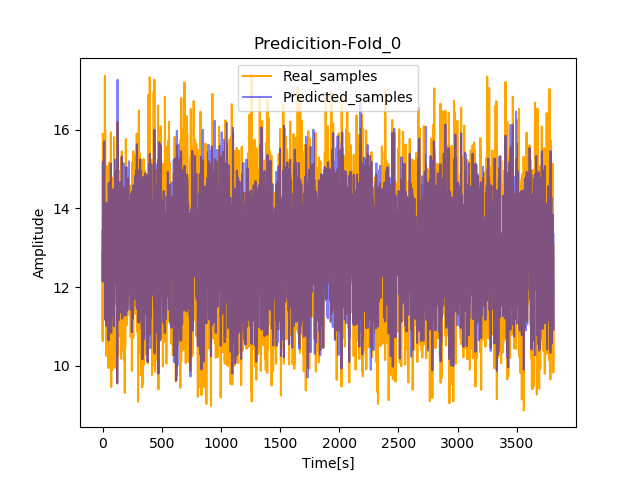 Predicition-Fold_0
Real_samples
Predicted_samples
16
14
12
10
Amplitude
0 500 1000 1500 2000 2500 3000 3500
Time[s]